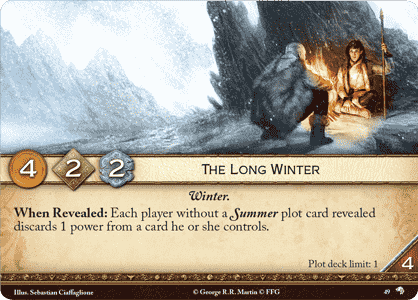 4 2 2 THE LONG WINTER
Winter.
When Revealed: Each player without a Summer plot card revealed
discards 1 power from a card he or she controls.
Plot deck limit: 1
4
Illus. Sebastian Ciaffaglione © George R.R. Martin © FFG 49